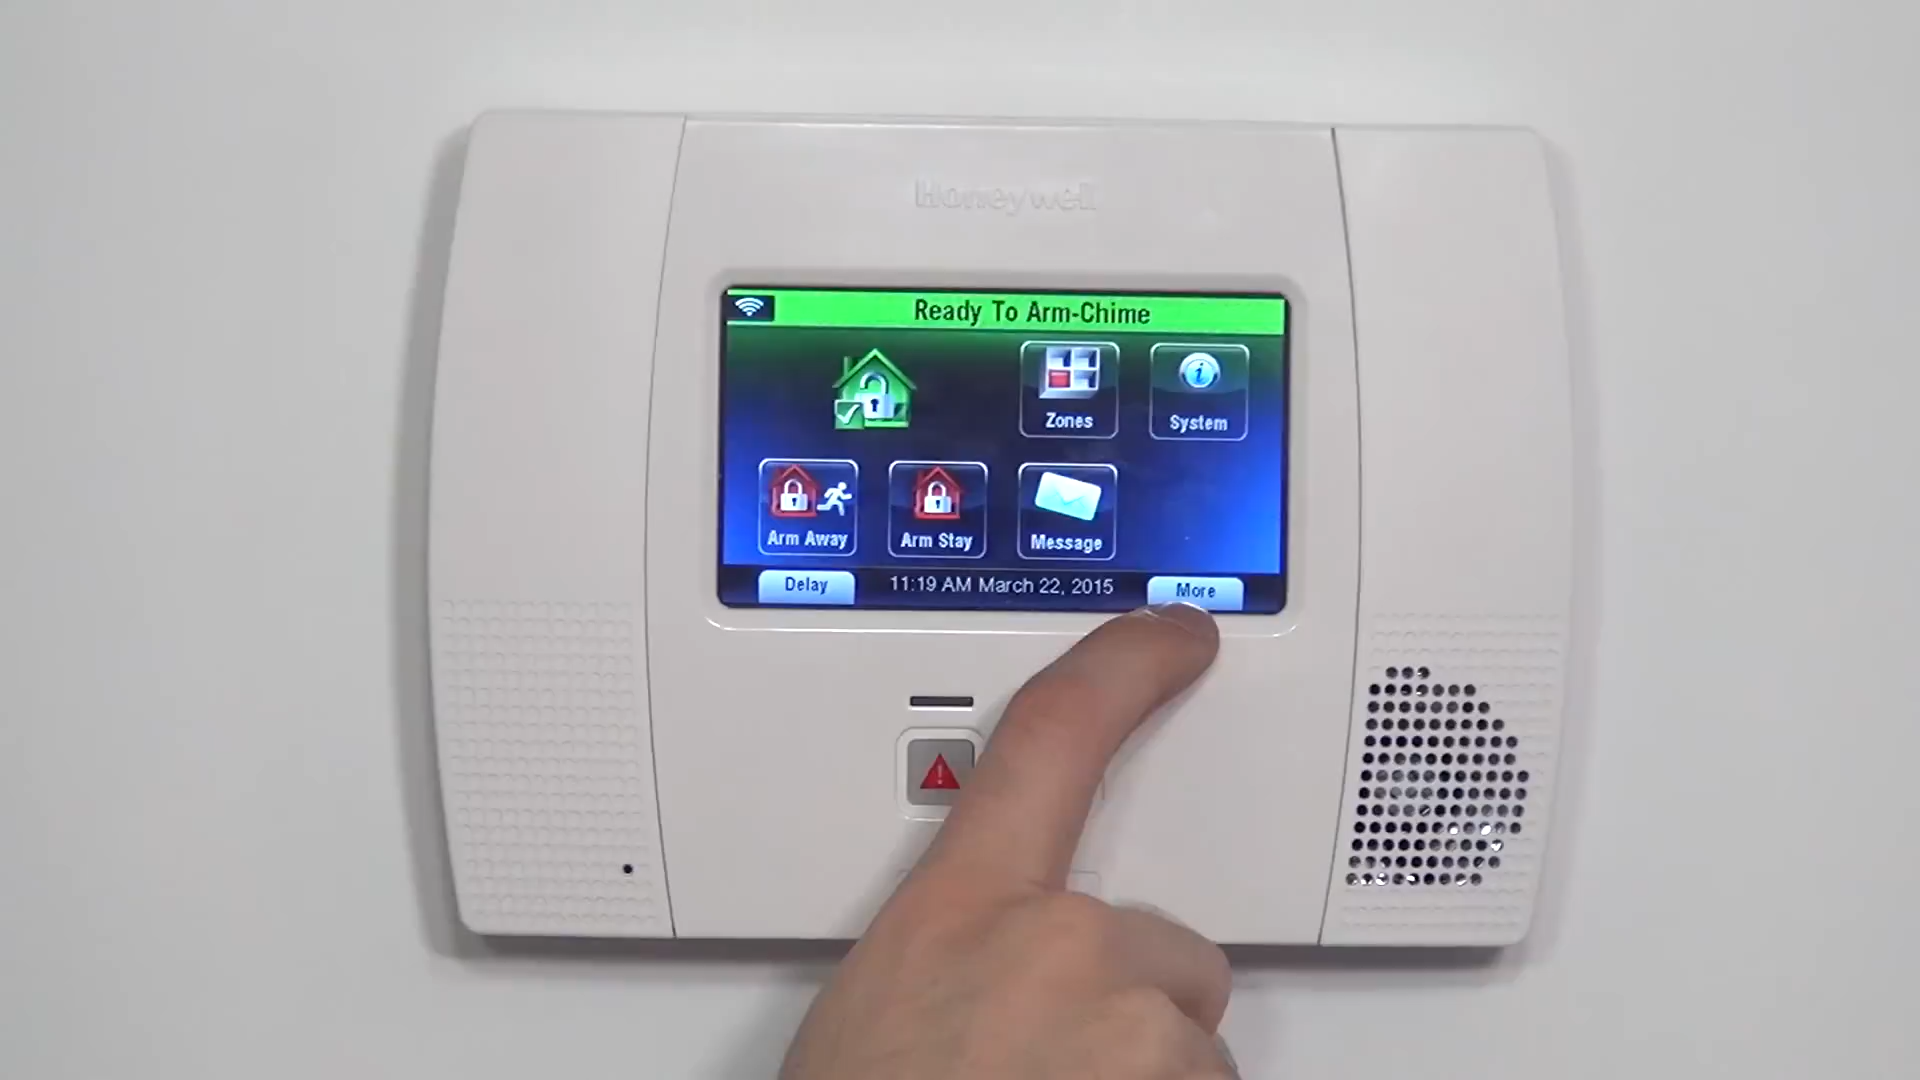 Honeywell
Ready To Arm-Chime
Zones
System
Arm Away
Arm Stay
Message
Delay
11:19 AM March 22, 2015
More